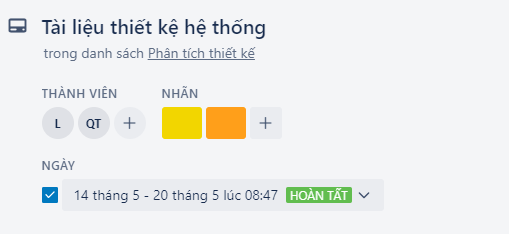 Tài liệu thiết kệ hệ thống
trong danh sách Phân tích thiết kế
THÀNH VIÊN NHÃN
L QT + +
NGÀY
14 tháng 5 - 20 tháng 5 lúc 08:47 HOÀN TẤT